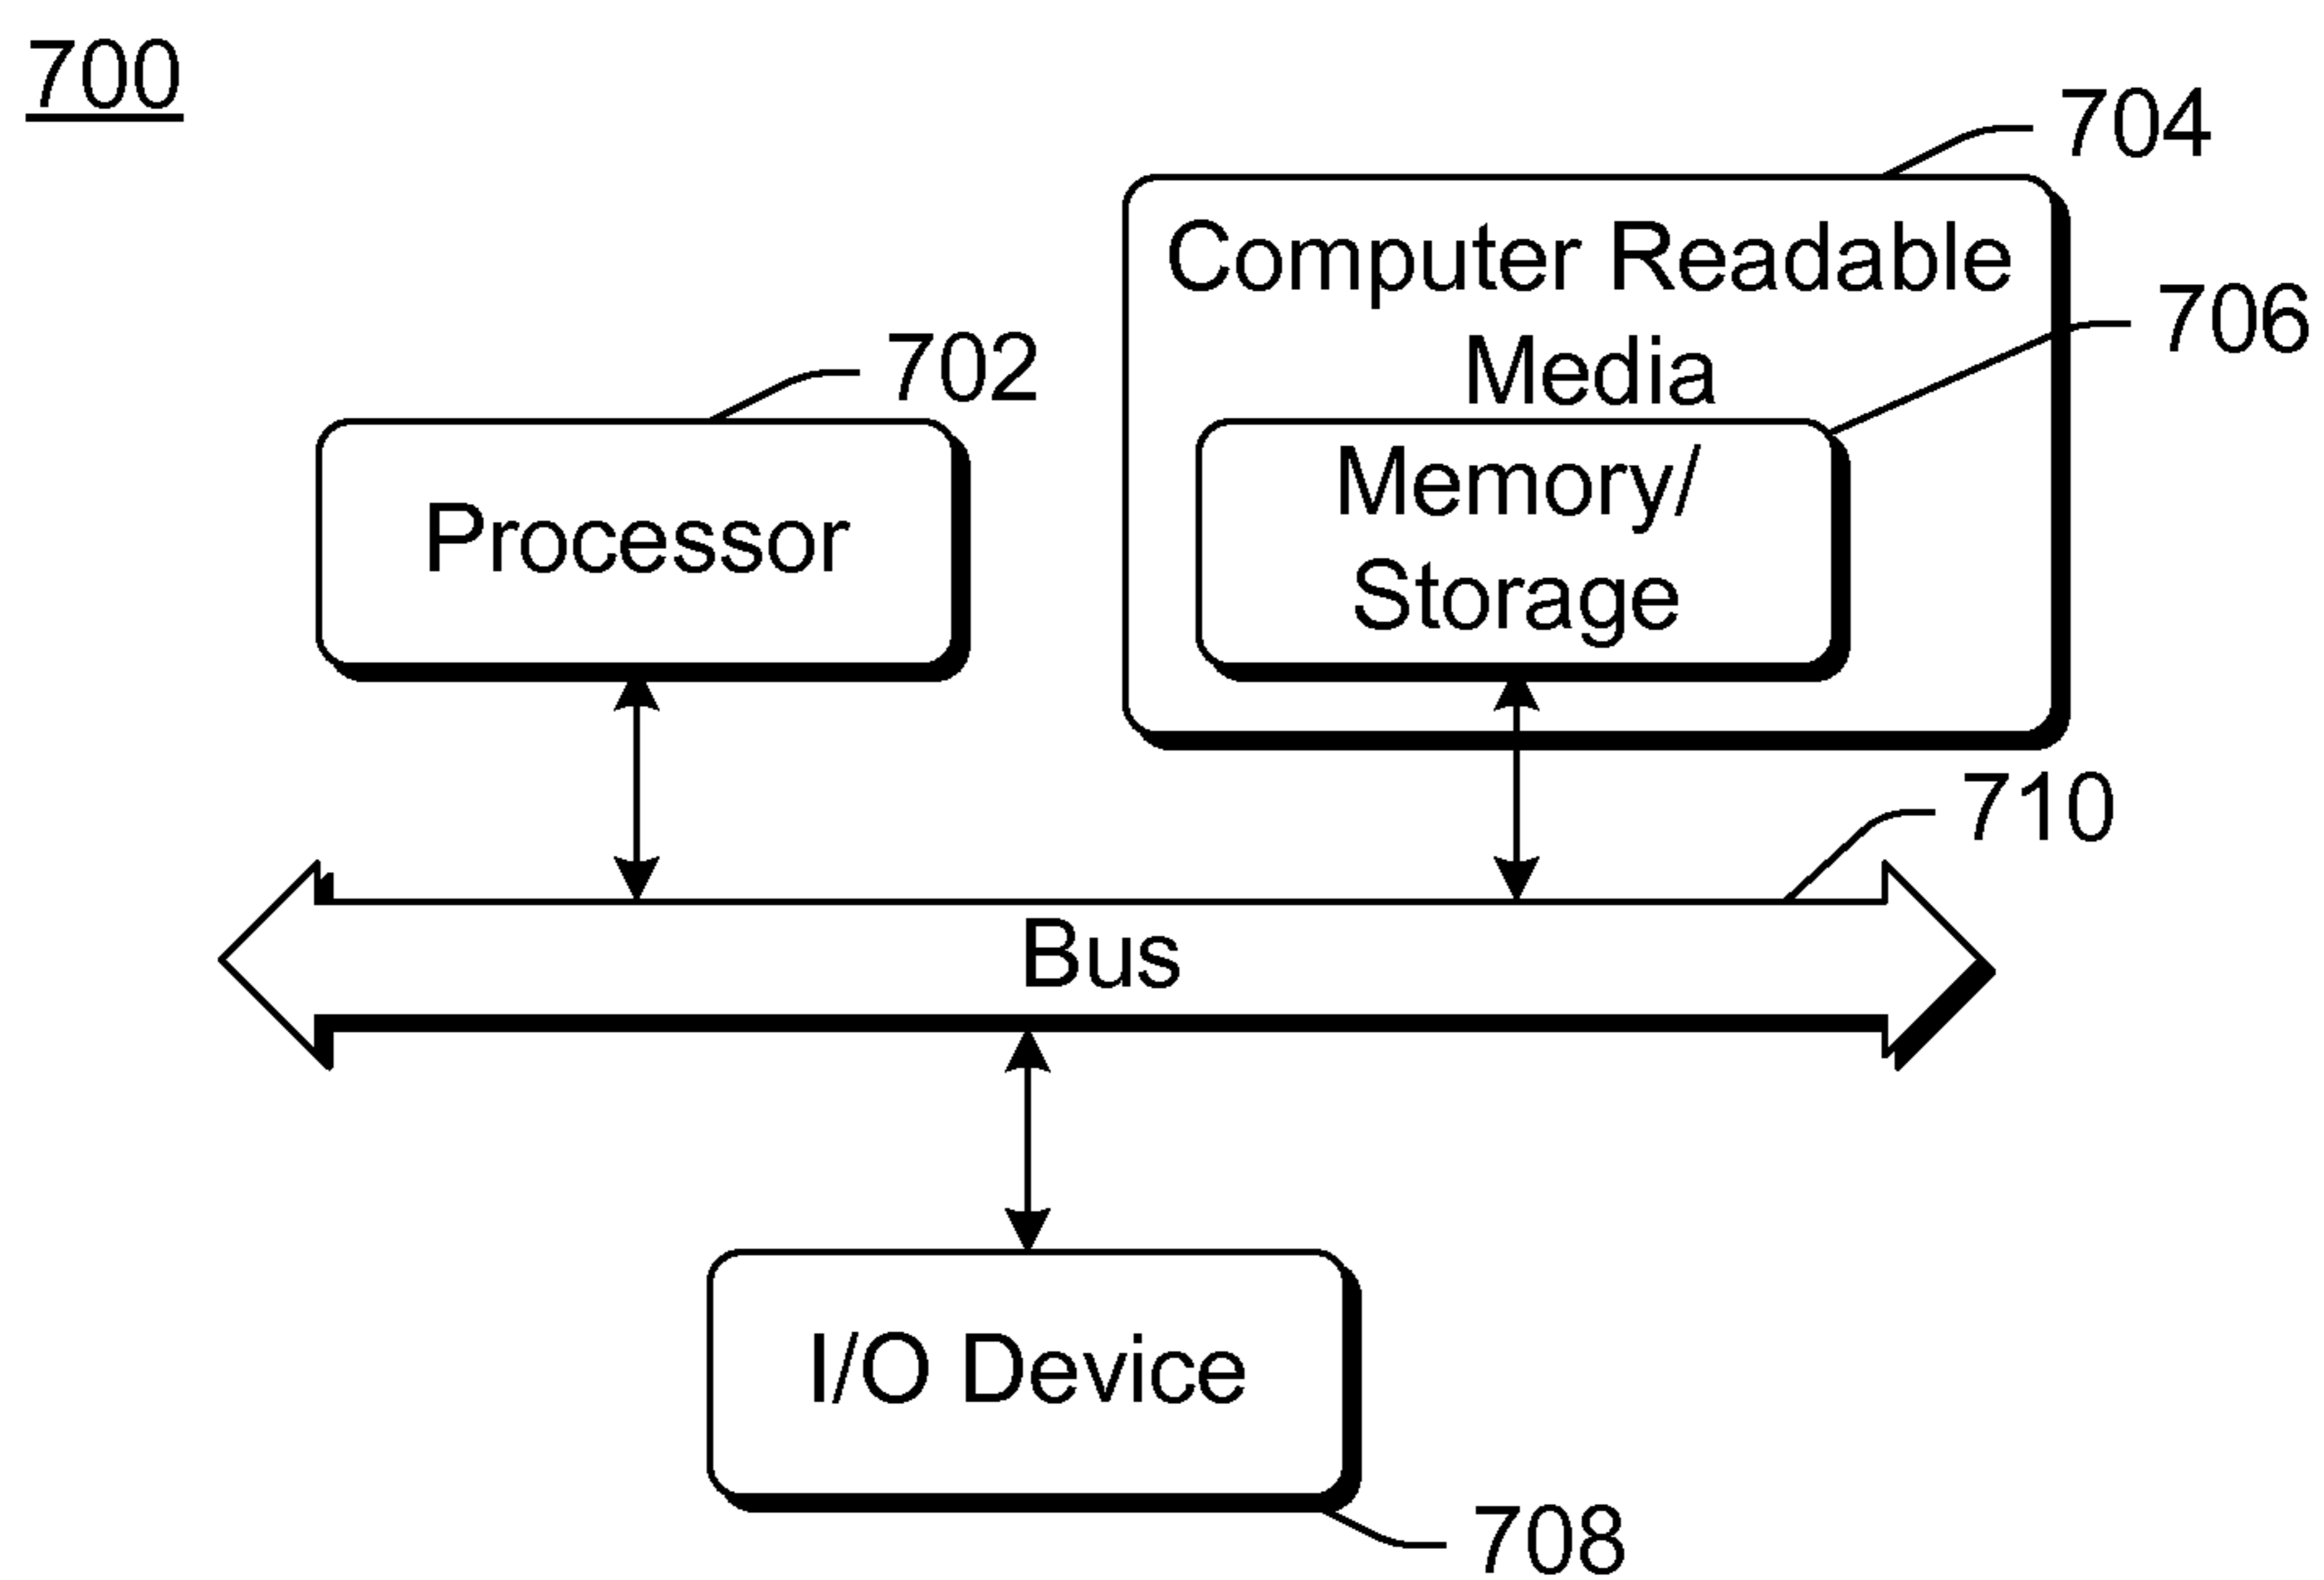 700
704
Computer Readable
Media
706
702
Processor
Memory/
Storage
710
Bus
I/O Device
708